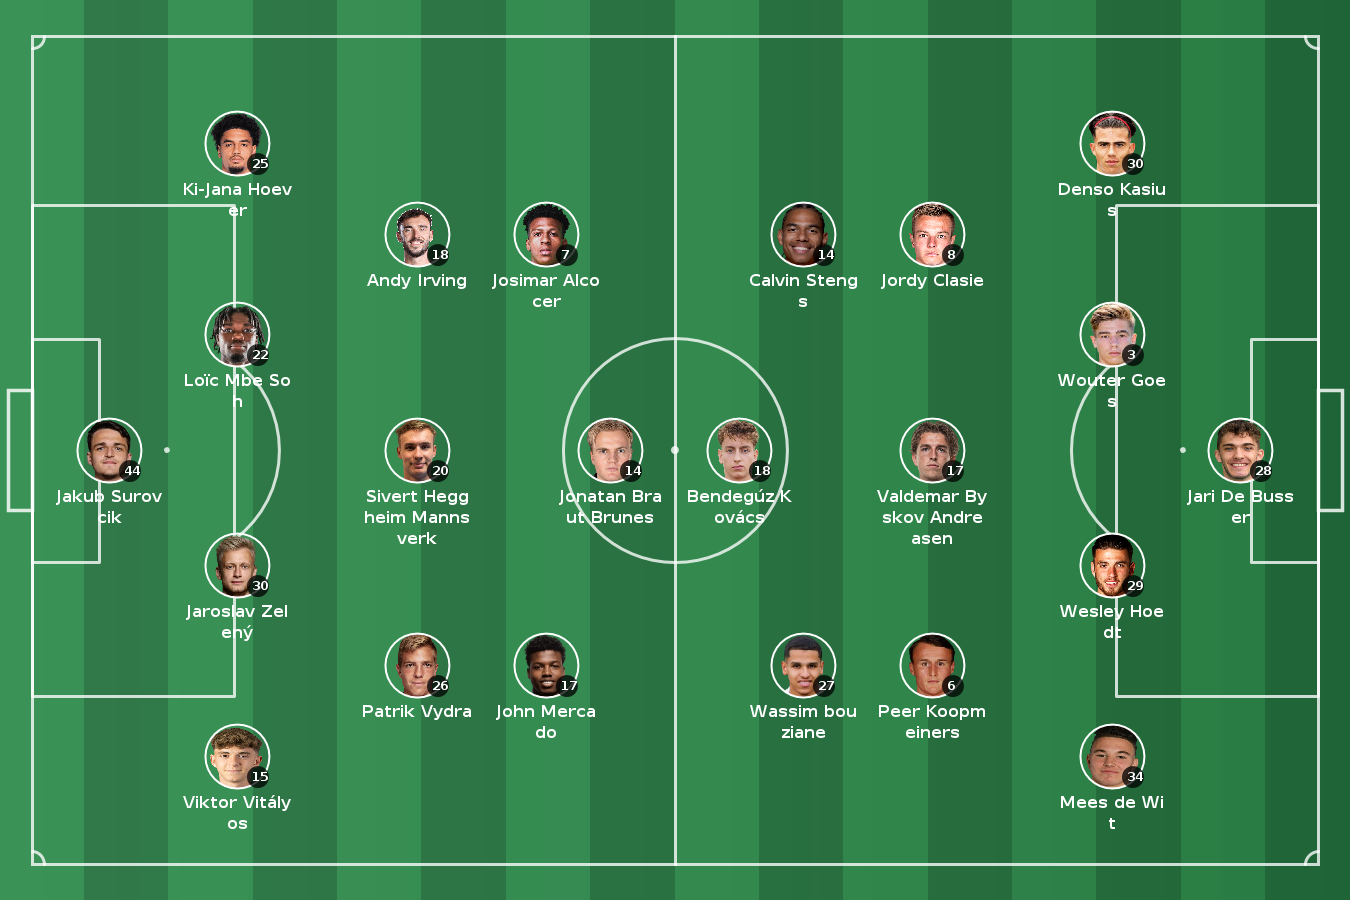 25
Ki-Jana Hoev
er
30
Denso Kasiu
s
18
Andy Irving
7
Josimar Alco
cer
14
Calvin Steng
s
8
Jordy Clasie
22
Loïc Mbe So
n
3
Wouter Goe
s
44
Jakub Surov
cik
20
Sivert Hegg
heim Manns
verk
14
Jonatan Bra
ut Brunes
18
Bendegúz K
ovács
17
Valdemar By
skov Andre
asen
28
Jari De Buss
er
30
Jaroslav Zel
ený
29
Wesley Hoe
dt
26
Patrik Vydra
17
John Merca
do
27
Wassim bou
ziane
6
Peer Koopm
einers
15
Viktor Vitály
os
34
Mees de Wi
t